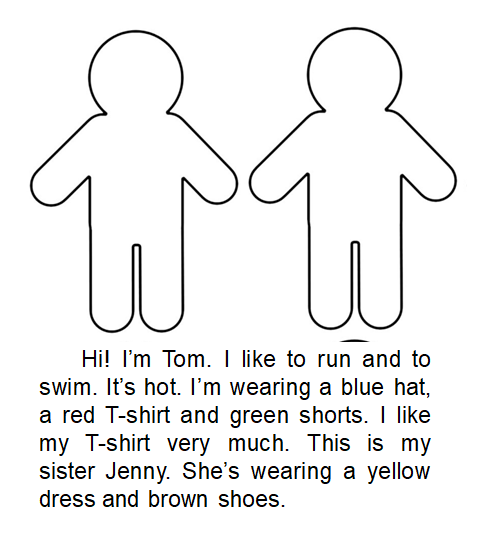 Hi! I'm Tom. I like to run and to
swim. It's hot. I'm wearing a blue hat,
a red T-shirt and green shorts. I like
my T-shirt very much. This is my
sister Jenny. She's wearing a yellow
dress and brown shoes.